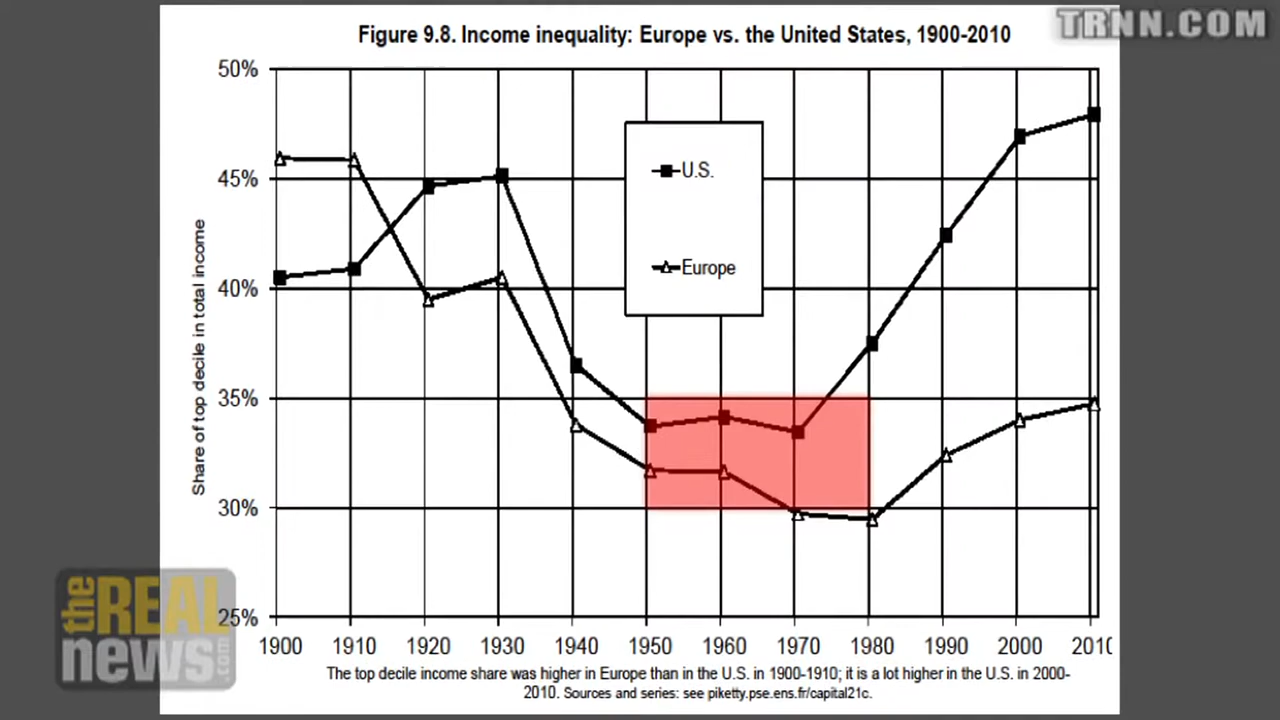 TRNN.COM
Figure 9.8. Income inequality: Europe vs. the United States, 1900-2010
50%
45%
40%
35%
30%
25%
Share of top decile in total income
U.S.
Europe
1900 1910 1920 1930 1940 1950 1960 1970 1980 1990 2000 2010
The top decile income share was higher in Europe than in the U.S. in 1900-1910; it is a lot higher in the U.S. in 2000-
2010. Sources and series: see piketty.pse.ens.fr/capital21c.
the REAL
news.com